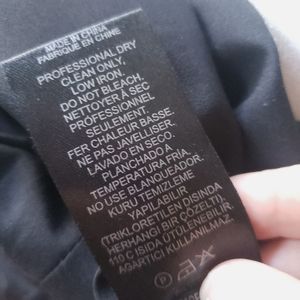 MADE IN CHINA
FABRIQUÉ EN CHINE
PROFESSIONAL DRY
CLEAN ONLY.
LOW IRON.
DO NOT BLEACH.
NETTOYER À SEC
PROFESSIONNEL
SEULEMENT.
FER CHALEUR BASSE.
NE PAS JAVELLISER.
LAVADO EN SECO.
PLANCHADO A
TEMPERATURA FRÍA.
NO USE BLANQUEADOR.
KURU TEMIZLEME
YAPILABILIR
(TRIKLORETILEN DISINDA
HERHANGI BIR ÇÖZELTI).
110 C ISIDA ÜTÜLENEBILIR.
AGARTICI KULLANILMAZ.
P